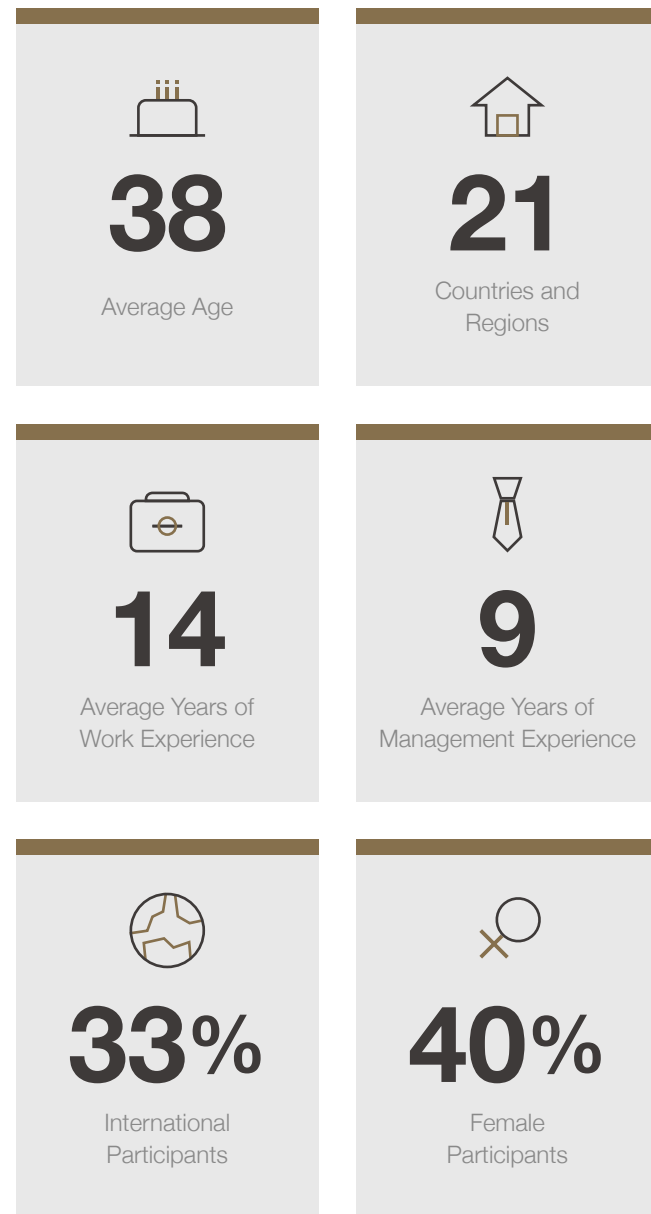 38
Average Age
21
Countries and
Regions
14
Average Years of
Work Experience
9
Average Years of
Management Experience
33%
International
Participants
40%
Female
Participants